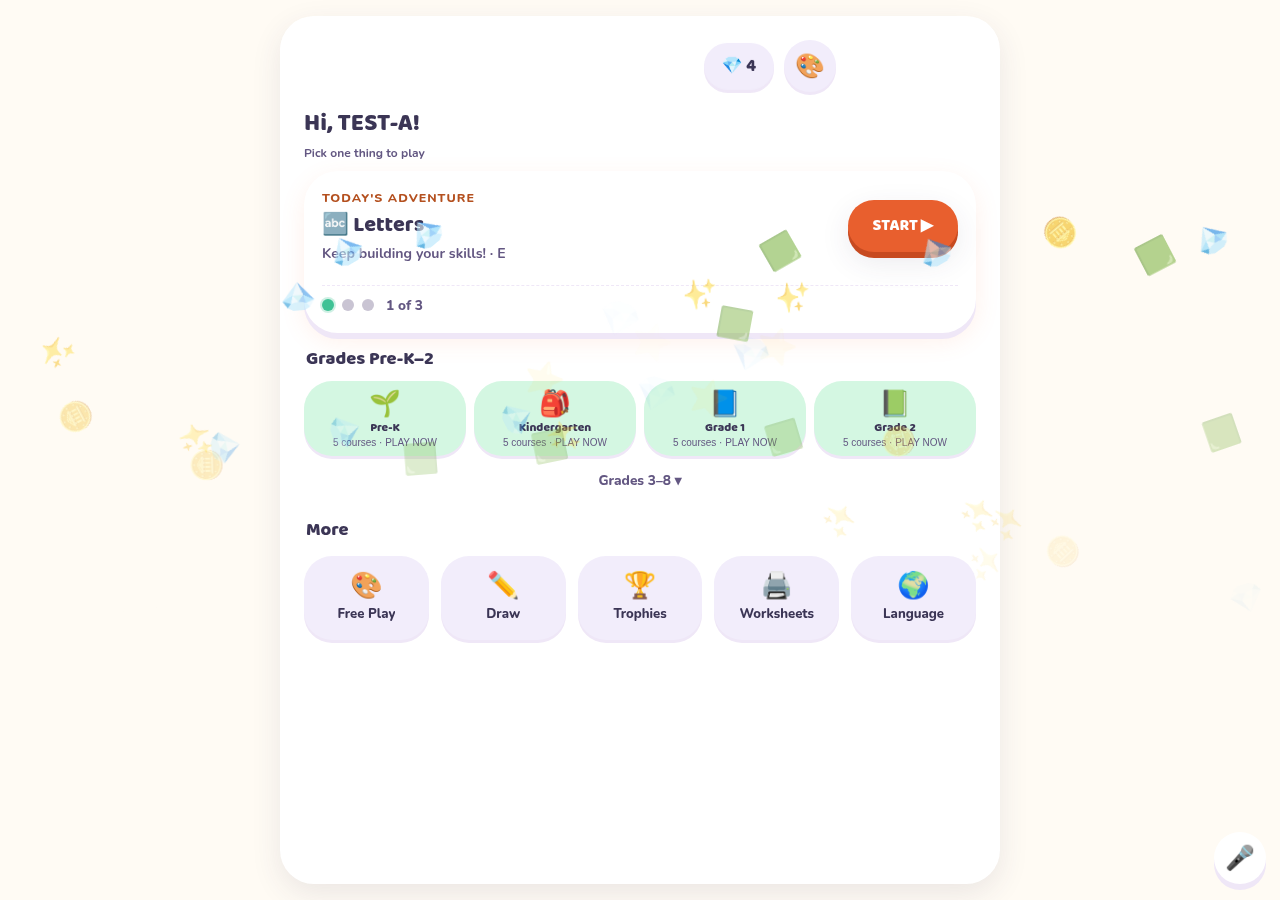 4
Hi, TEST-A!
Pick one thing to play
TODAY'S ADVENTURE
abc Letters
START ▶
Keep building your skills! · E
1 of 3
Grades Pre-K–2
Pre-K
5 courses · PLAY NOW
Kindergarten
5 courses · PLAY NOW
Grade 1
5 courses · PLAY NOW
Grade 2
5 courses · PLAY NOW
Grades 3–8 ▾
More
Free Play
Draw
Trophies
Worksheets
Language